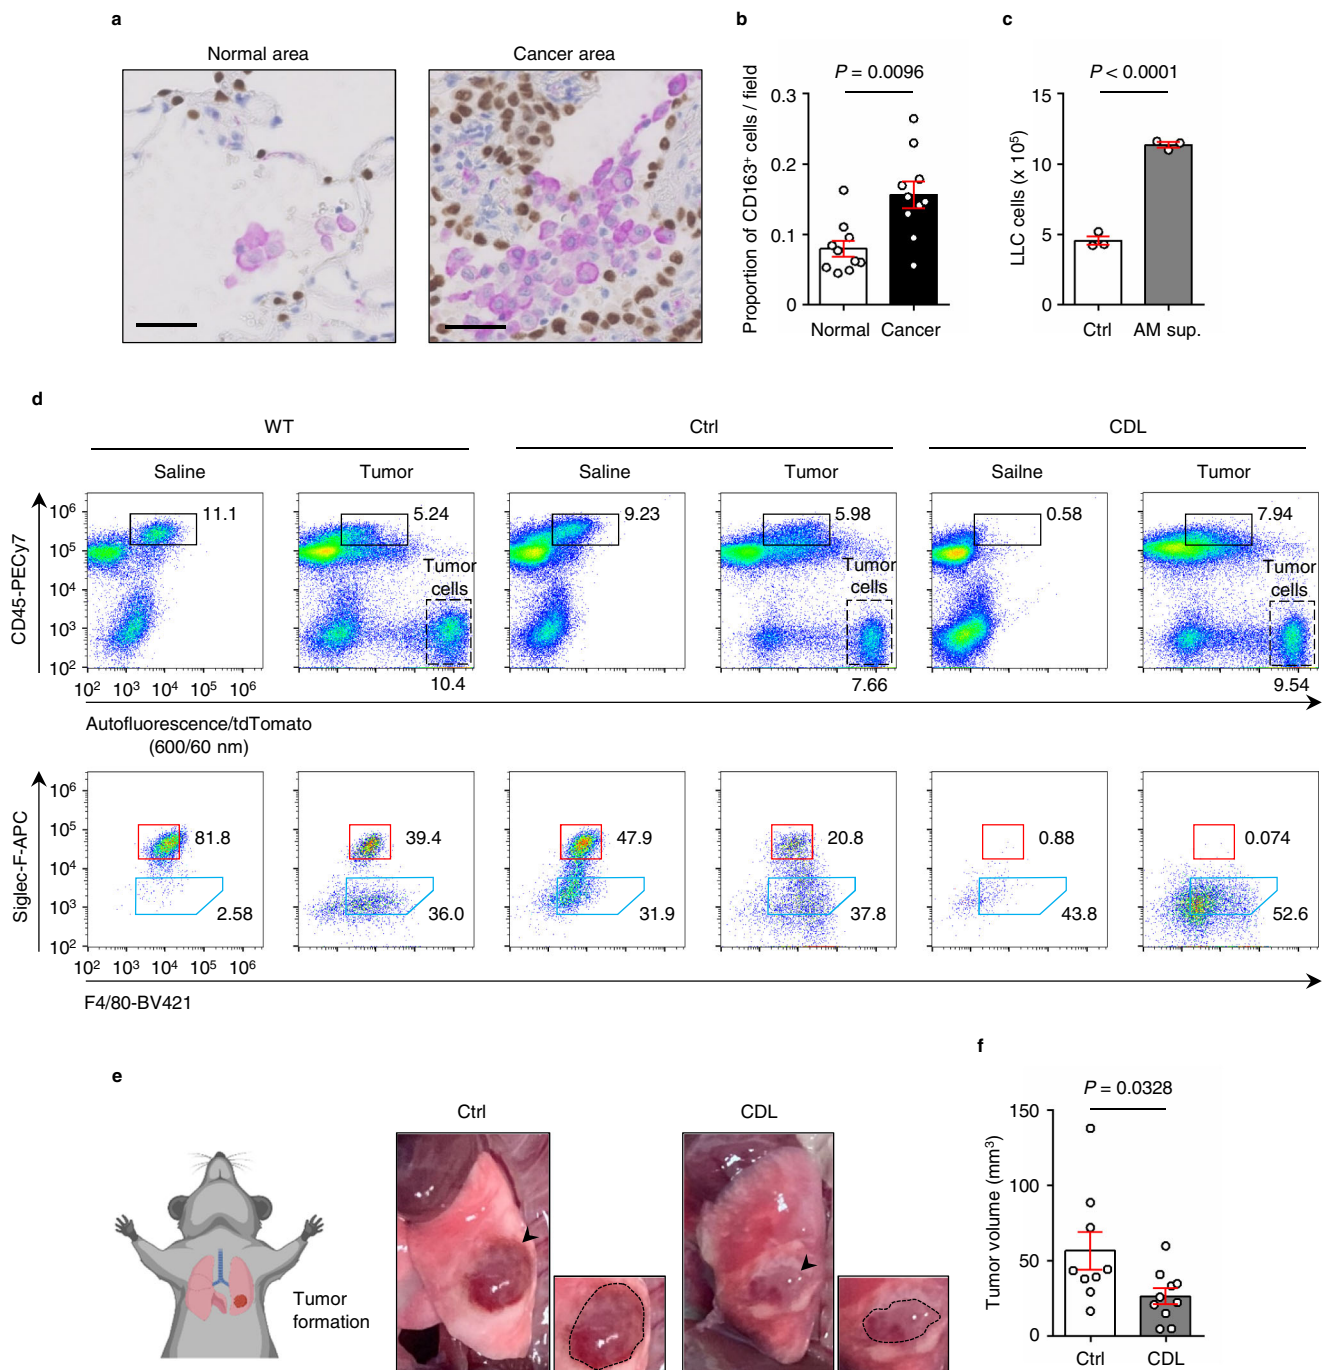 a
Normal area
Cancer area
b
Proportion of CD163⁺ cells / field
P = 0.0096
0.3
0.2
0.1
0
Normal
Cancer
c
LLC cells (x 10⁵)
P < 0.0001
15
10
5
0
Ctrl
AM sup.
d
WT
Ctrl
CDL
Saline
Tumor
Saline
Tumor
Sailne
Tumor
CD45-PECy7
10⁶
10⁵
10⁴
10³
10²
11.1
5.24
9.23
5.98
0.58
7.94
Tumor
cells
Tumor
cells
Tumor
cells
10.4
7.66
9.54
10² 10³ 10⁴ 10⁵ 10⁶
Autofluorescence/tdTomato
(600/60 nm)
Siglec-F-APC
10⁶
10⁵
10⁴
10³
10²
81.8
39.4
47.9
20.8
0.88
0.074
2.58
36.0
31.9
37.8
43.8
52.6
10² 10³ 10⁴ 10⁵ 10⁶
F4/80-BV421
e
Tumor
formation
Ctrl
CDL
f
Tumor volume (mm³)
P = 0.0328
150
100
50
0
Ctrl
CDL